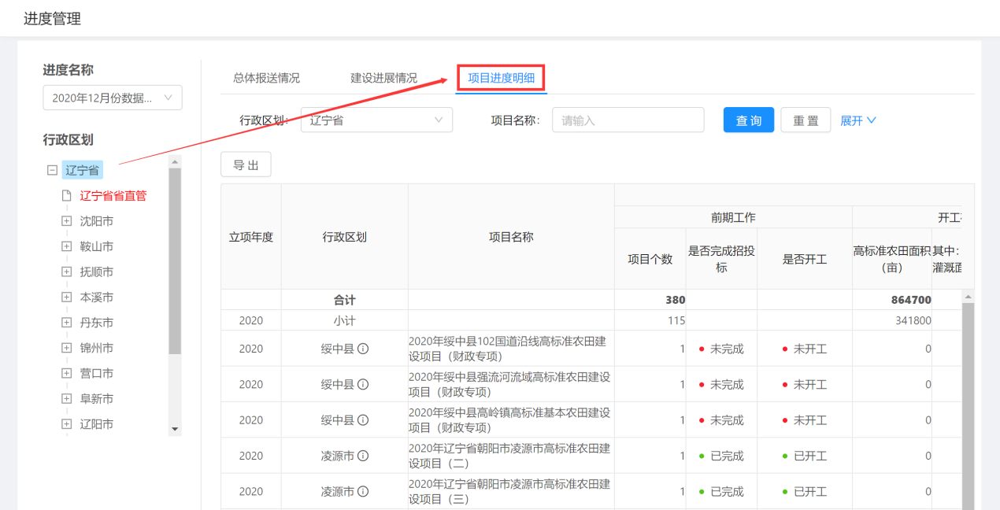 进度管理
进度名称
2020年12月份数据...
行政区划
辽宁省
辽宁省省直管
沈阳市
鞍山市
抚顺市
本溪市
丹东市
锦州市
营口市
阜新市
辽阳市
总体报送情况 建设进展情况 项目进度明细
行政区划: 辽宁省 项目名称: 请输入 查 询 重 置 展开
导 出
立项年度 行政区划 项目名称 前期工作 开工
项目个数 是否完成招投标 是否开工 高标准农田面积（亩） 其中：灌溉面
合计 380 864700
2020 小计 115 341800
2020 绥中县 2020年绥中县102国道沿线高标准农田建
设项目（财政专项） 1 未完成 未开工 0
2020 绥中县 2020年绥中县强流河流域高标准农田建设
项目（财政专项） 1 未完成 未开工 0
2020 绥中县 2020年绥中县高岭镇高标准基本农田建设
项目（财政专项） 1 未完成 未开工 0
2020 凌源市 2020年辽宁省朝阳市凌源市高标准农田建
设项目（二） 1 已完成 已开工 0
2020 凌源市 2020年辽宁省朝阳市凌源市高标准农田建
设项目（三） 1 已完成 已开工 0